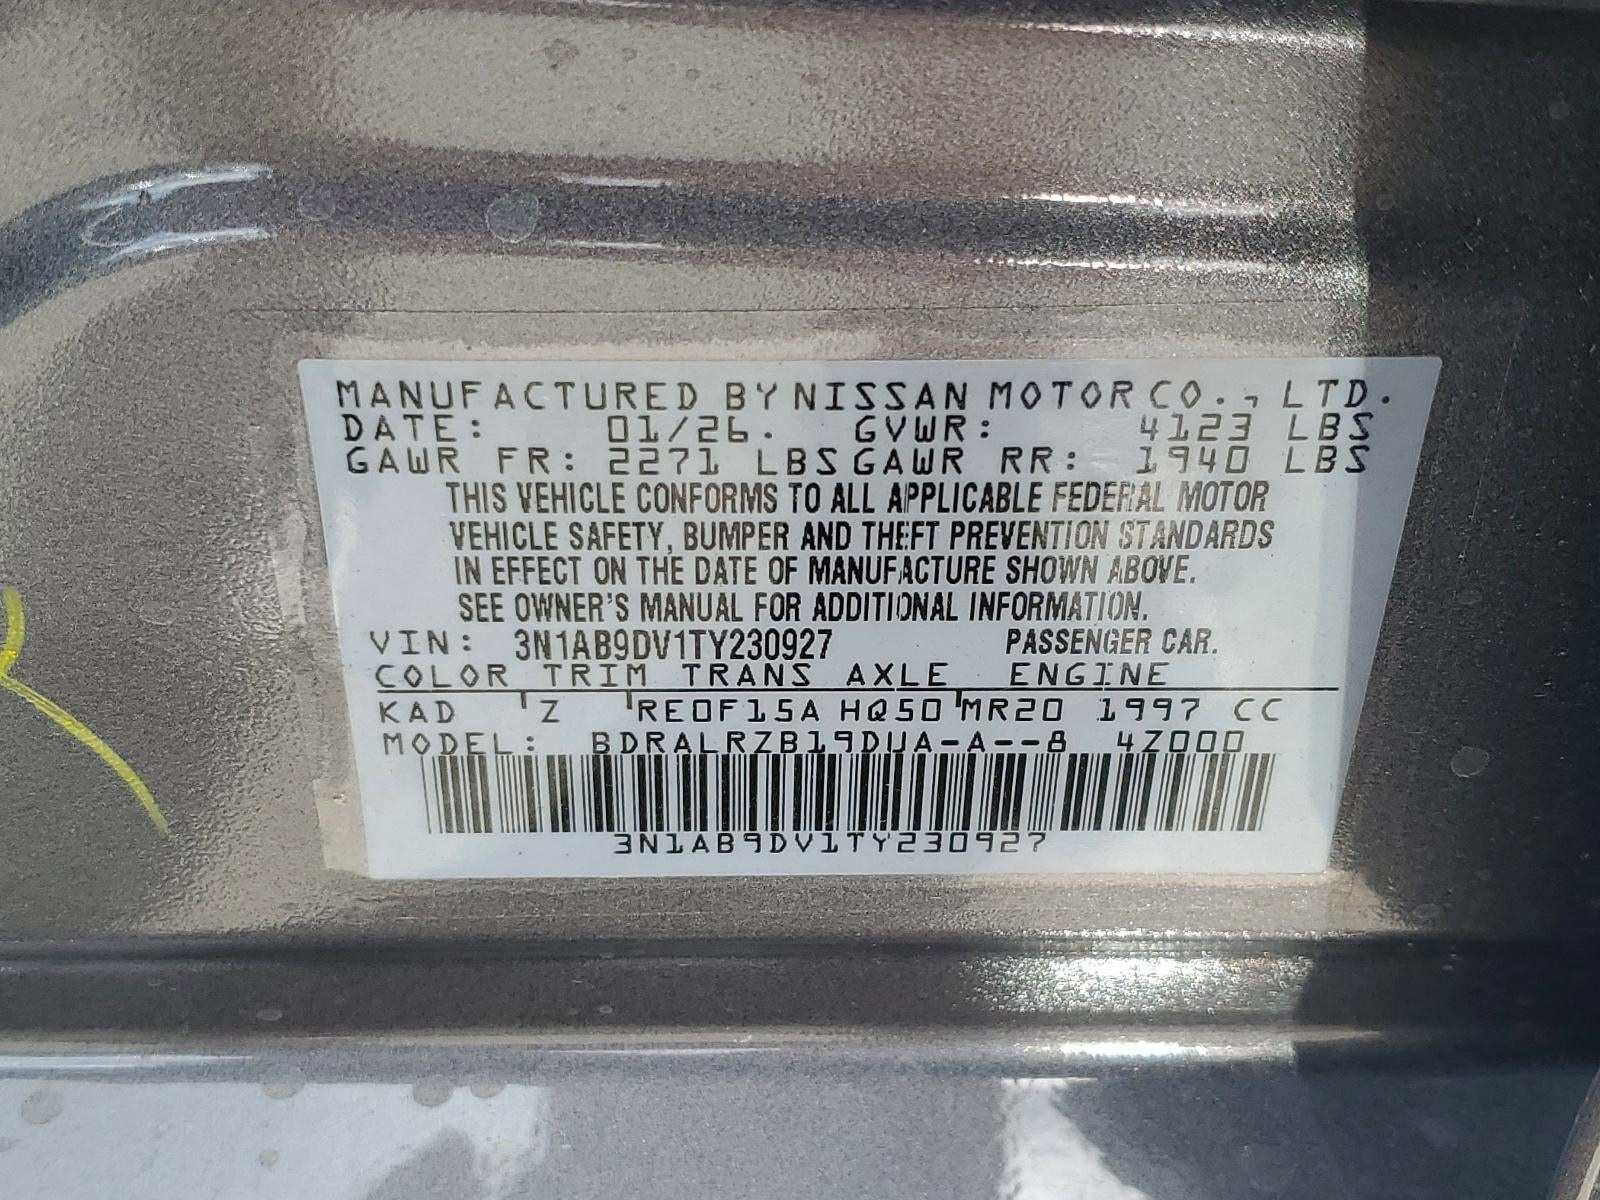 MANUFACTURED BY NISSAN MOTOR CO., LTD.
DATE: 01/26. GVWR: 4123 LBS
GAWR FR: 2271 LBS GAWR RR: 1940 LBS
THIS VEHICLE CONFORMS TO ALL APPLICABLE FEDERAL MOTOR
VEHICLE SAFETY, BUMPER AND THEFT PREVENTION STANDARDS
IN EFFECT ON THE DATE OF MANUFACTURE SHOWN ABOVE.
SEE OWNER'S MANUAL FOR ADDITIONAL INFORMATION.
VIN: 3N1AB9DV1TY230927 PASSENGER CAR.
COLOR TRIM TRANS AXLE ENGINE
KAD Z RE0F15A HQ50 MR20 1997 CC
MODEL: BDRALRZB19DUA-A--8 4Z000
3N1AB9DV1TY230927